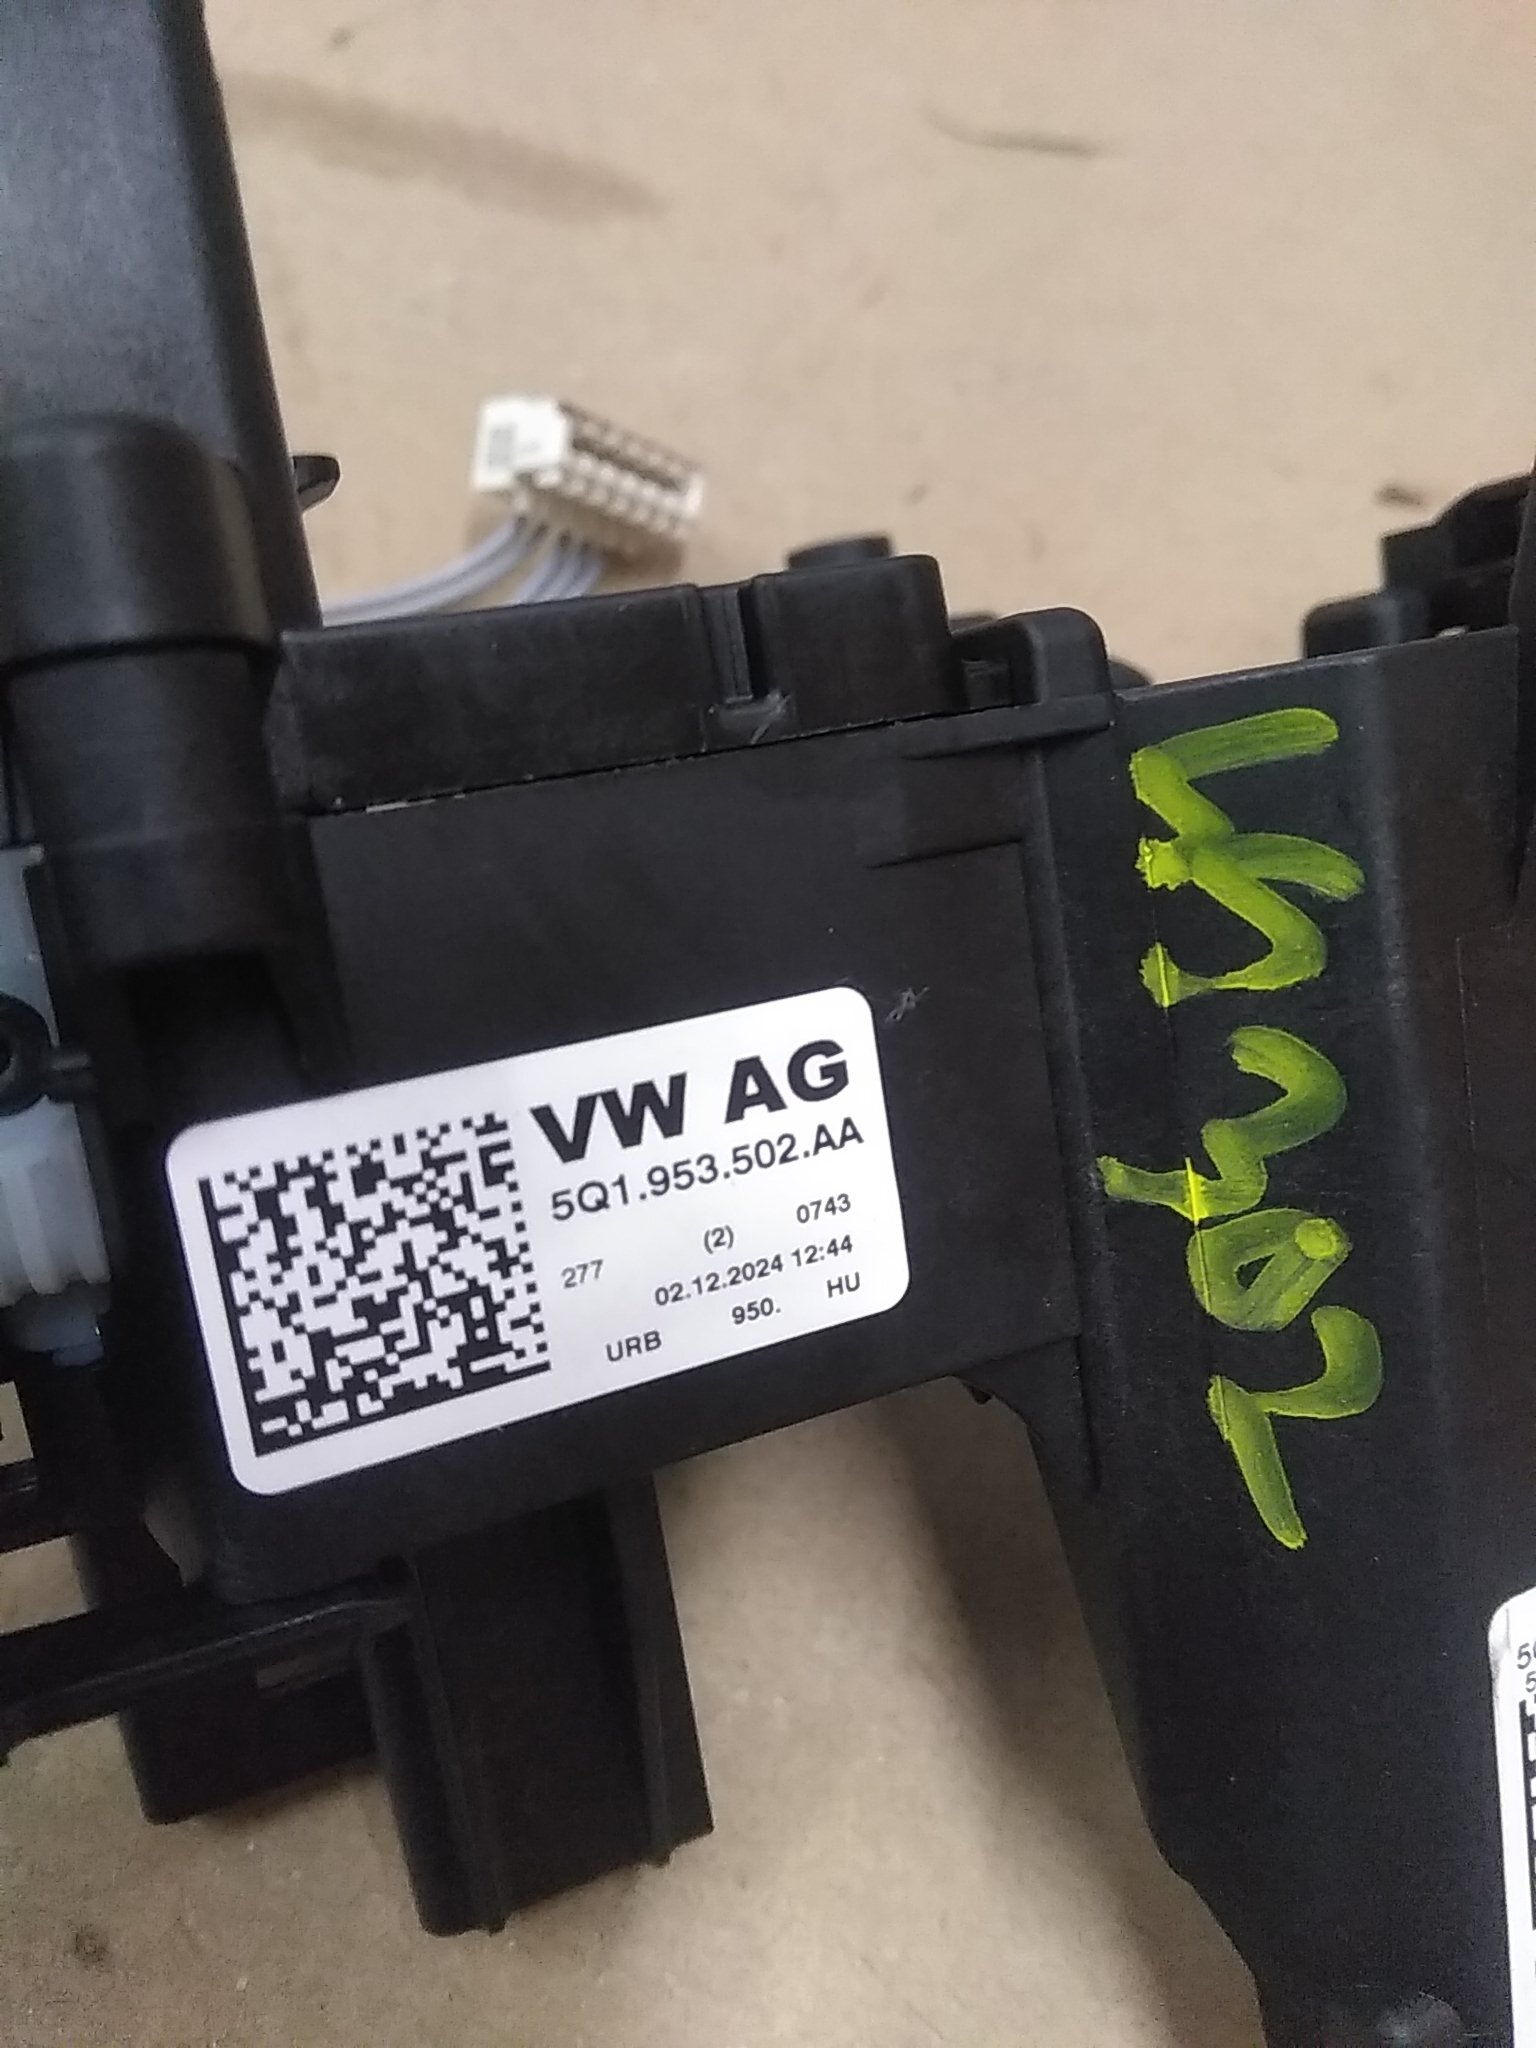 VW AG
5Q1.953.502.AA
277 (2) 0743
02.12.2024 12:44
URB 950. HU